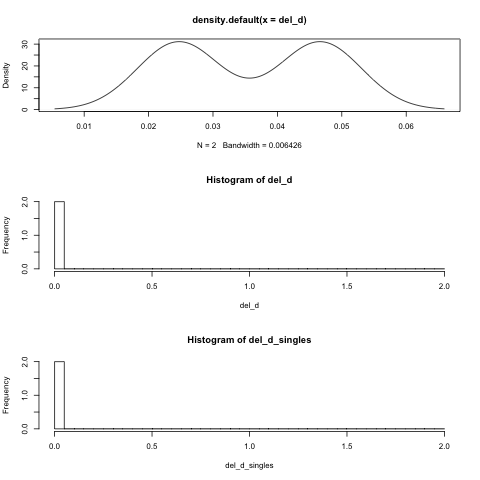 density.default(x = del_d)
Density
0 10 20 30
0.01 0.02 0.03 0.04 0.05 0.06
N = 2 Bandwidth = 0.006426
Histogram of del_d
Frequency
0.0 1.0 2.0
0.0 0.5 1.0 1.5 2.0
del_d
Histogram of del_d_singles
Frequency
0.0 1.0 2.0
0.0 0.5 1.0 1.5 2.0
del_d_singles